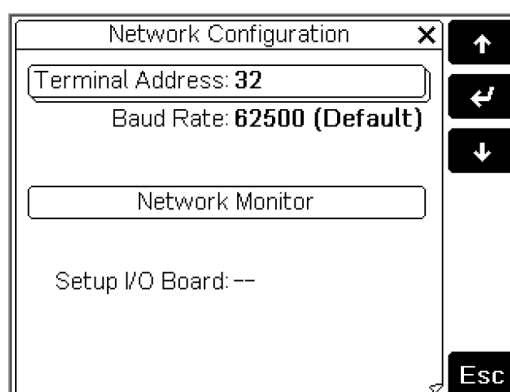 Network Configuration
Terminal Address: 32
Baud Rate: 62500 (Default)
Network Monitor
Setup I/O Board: --
Esc